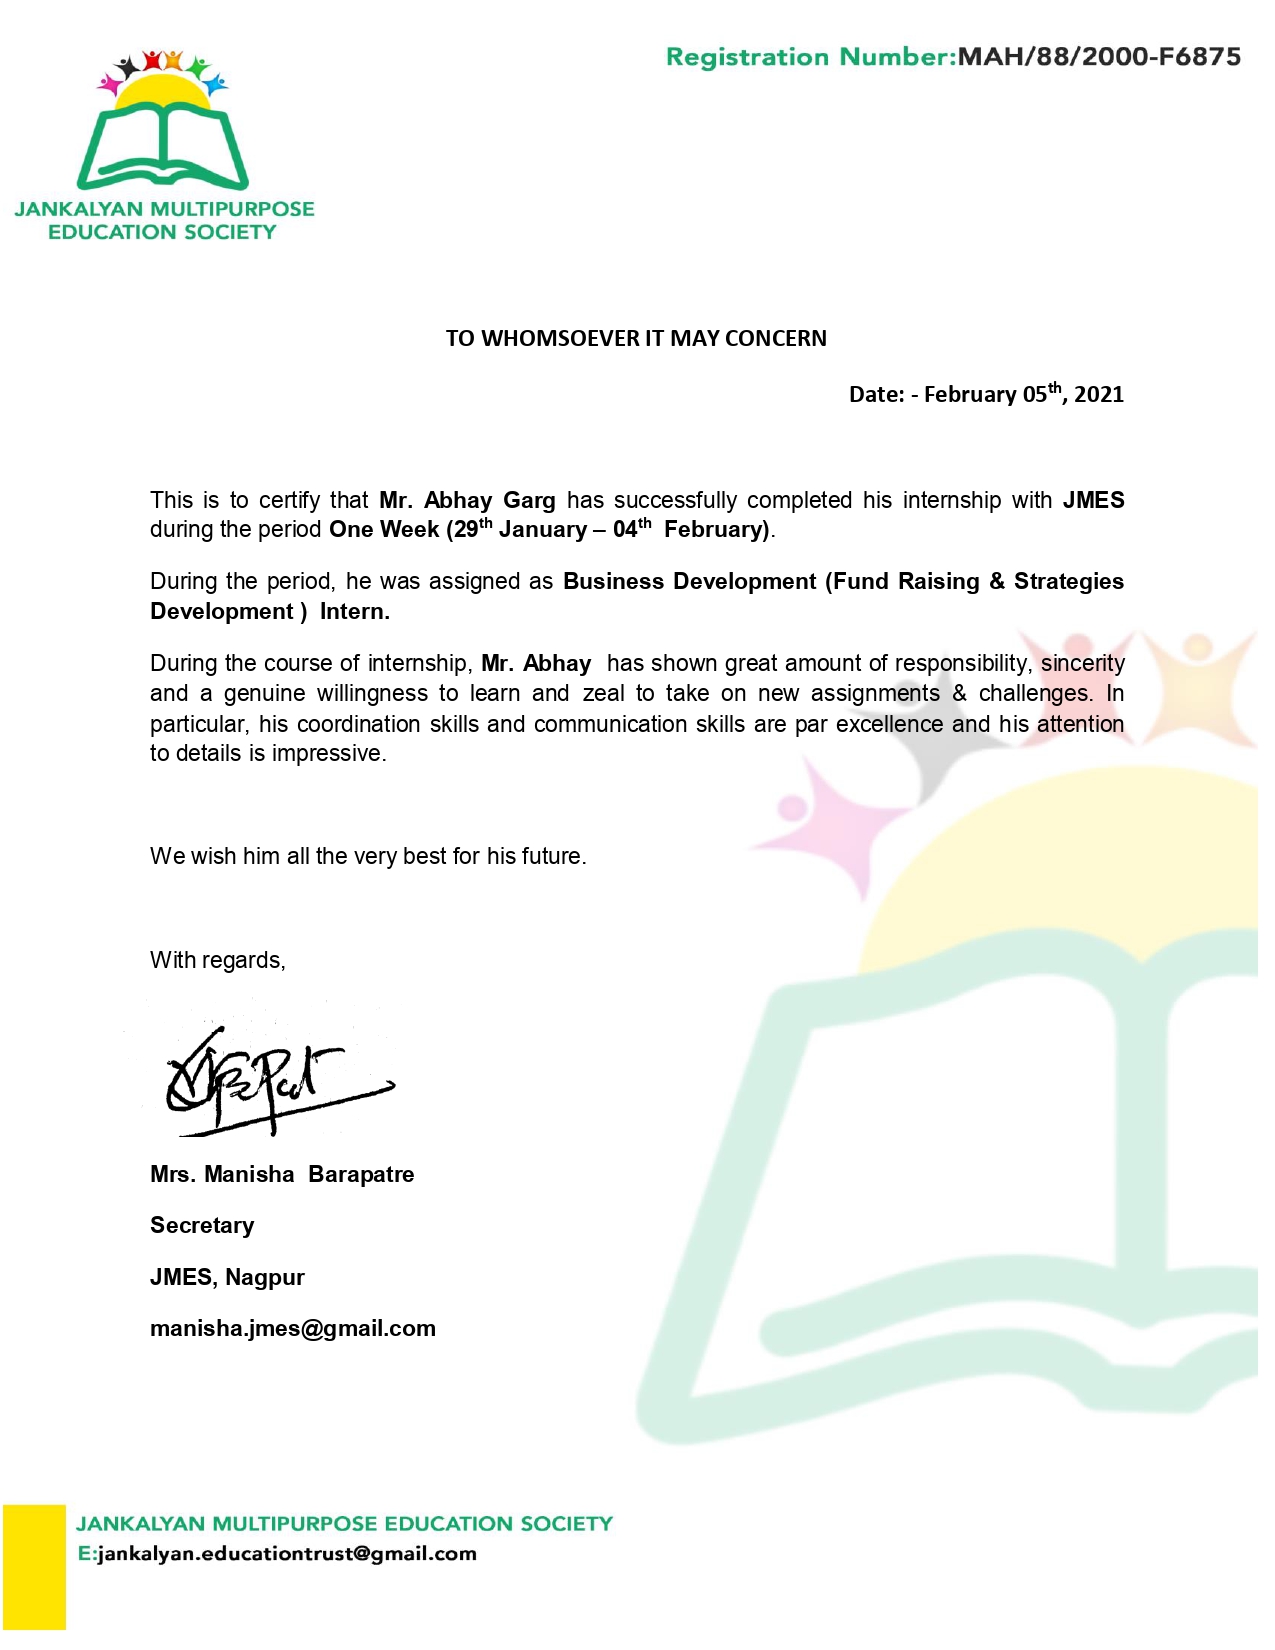 Registration Number:MAH/88/2000-F6875
JANKALYAN MULTIPURPOSE
EDUCATION SOCIETY
TO WHOMSOEVER IT MAY CONCERN
Date: - February 05th, 2021
This is to certify that Mr. Abhay Garg has successfully completed his internship with JMES
during the period One Week (29th January – 04th February).
During the period, he was assigned as Business Development (Fund Raising & Strategies
Development ) Intern.
During the course of internship, Mr. Abhay has shown great amount of responsibility, sincerity
and a genuine willingness to learn and zeal to take on new assignments & challenges. In
particular, his coordination skills and communication skills are par excellence and his attention
to details is impressive.
We wish him all the very best for his future.
With regards,
Mrs. Manisha Barapatre
Secretary
JMES, Nagpur
manisha.jmes@gmail.com
JANKALYAN MULTIPURPOSE EDUCATION SOCIETY
E:jankalyan.educationtrust@gmail.com